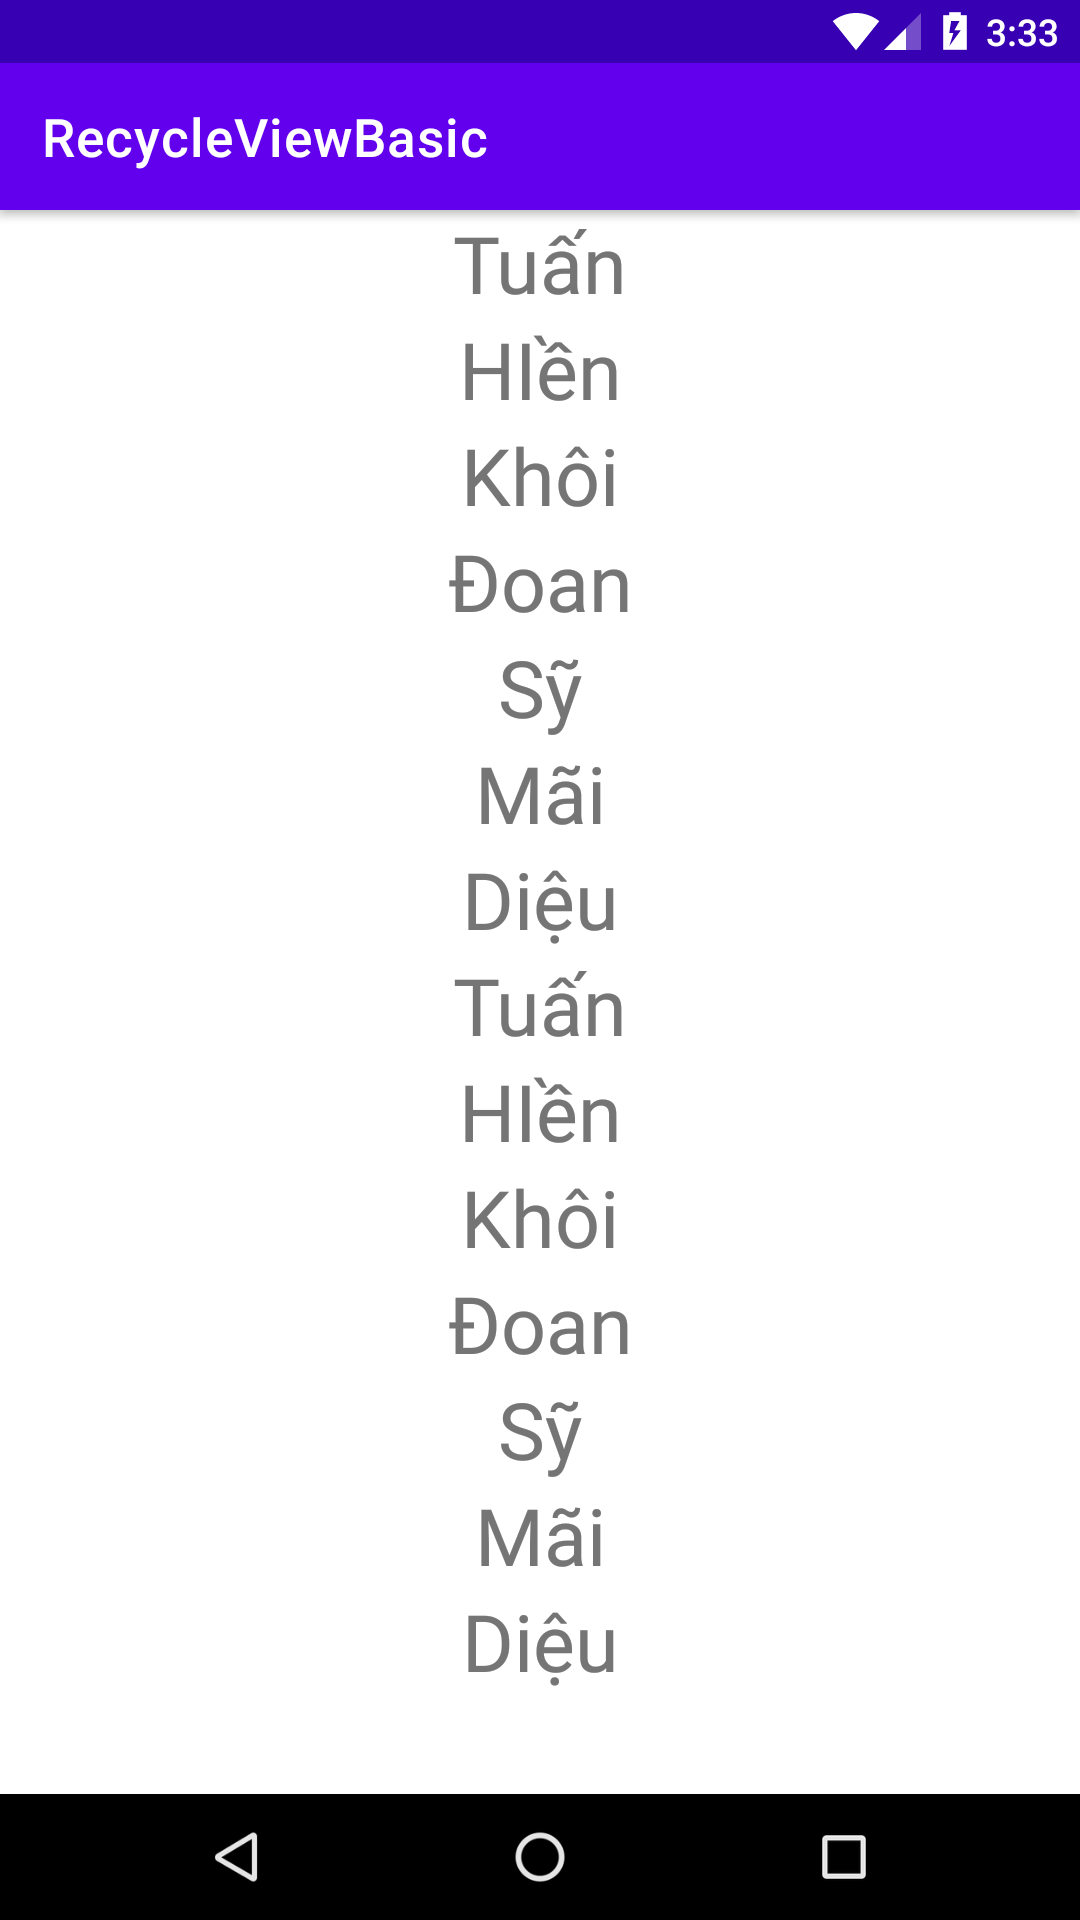 3:33
RecycleViewBasic
Tuấn
HIền
Khôi
Đoan
Sỹ
Mãi
Diệu
Tuấn
HIền
Khôi
Đoan
Sỹ
Mãi
Diệu